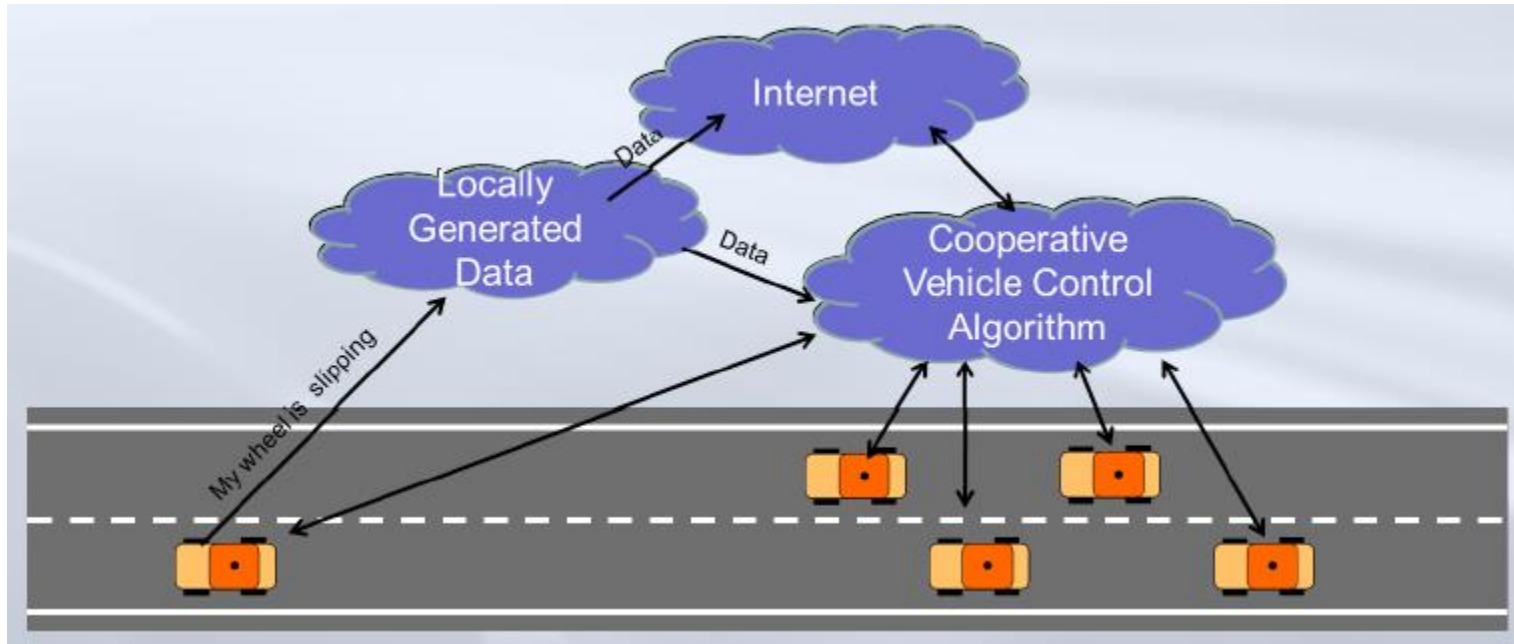 Internet
Data
Locally
Generated
Data
Data
Cooperative
Vehicle Control
Algorithm
My wheel is slipping